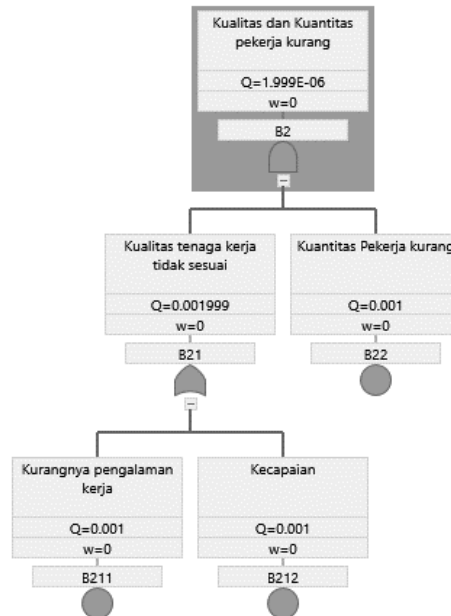 Kualitas dan Kuantitas
pekerja kurang
Q=1.999E-06
w=0
B2
Kualitas tenaga kerja
tidak sesuai
Q=0.001999
w=0
B21
Kuantitas Pekerja kurang
Q=0.001
w=0
B22
Kurangnya pengalaman
kerja
Q=0.001
w=0
B211
Kecapaian
Q=0.001
w=0
B212